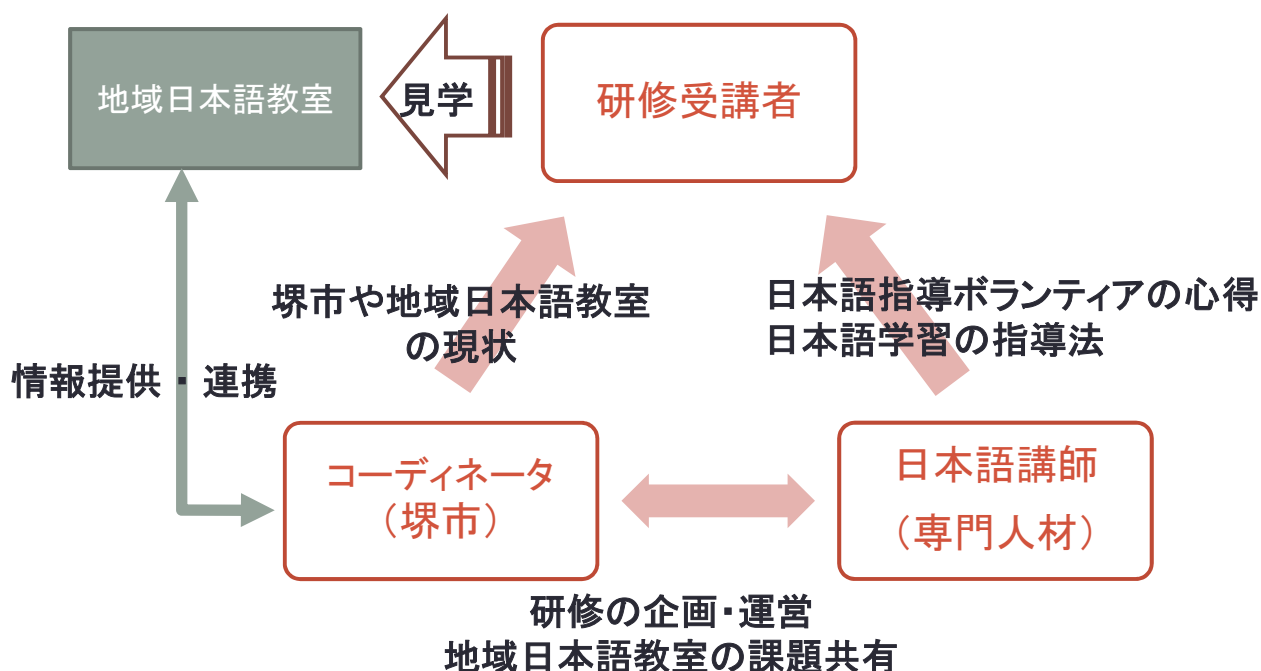 地域日本語教室
見学
研修受講者
堺市や地域日本語教室
の現状
日本語指導ボランティアの心得
日本語学習の指導法
情報提供・連携
コーディネータ
（堺市）
日本語講師
（専門人材）
研修の企画・運営
地域日本語教室の課題共有